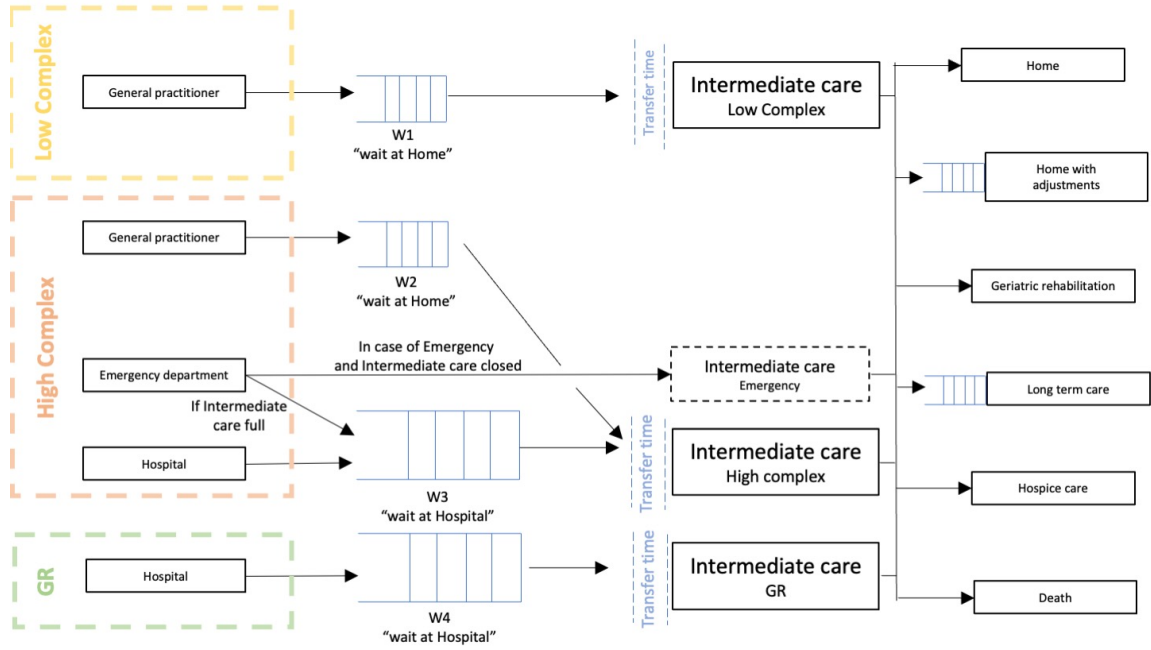 Low Complex
General practitioner
W1
“wait at Home”
Transfer time
Intermediate care
Low Complex
High Complex
General practitioner
W2
“wait at Home”
Emergency department
In case of Emergency
and Intermediate care closed
Intermediate care
Emergency
If Intermediate
care full
Hospital
W3
“wait at Hospital”
Transfer time
Intermediate care
High complex
GR
Hospital
W4
“wait at Hospital”
Transfer time
Intermediate care
GR
Home
Home with
adjustments
Geriatric rehabilitation
Long term care
Hospice care
Death